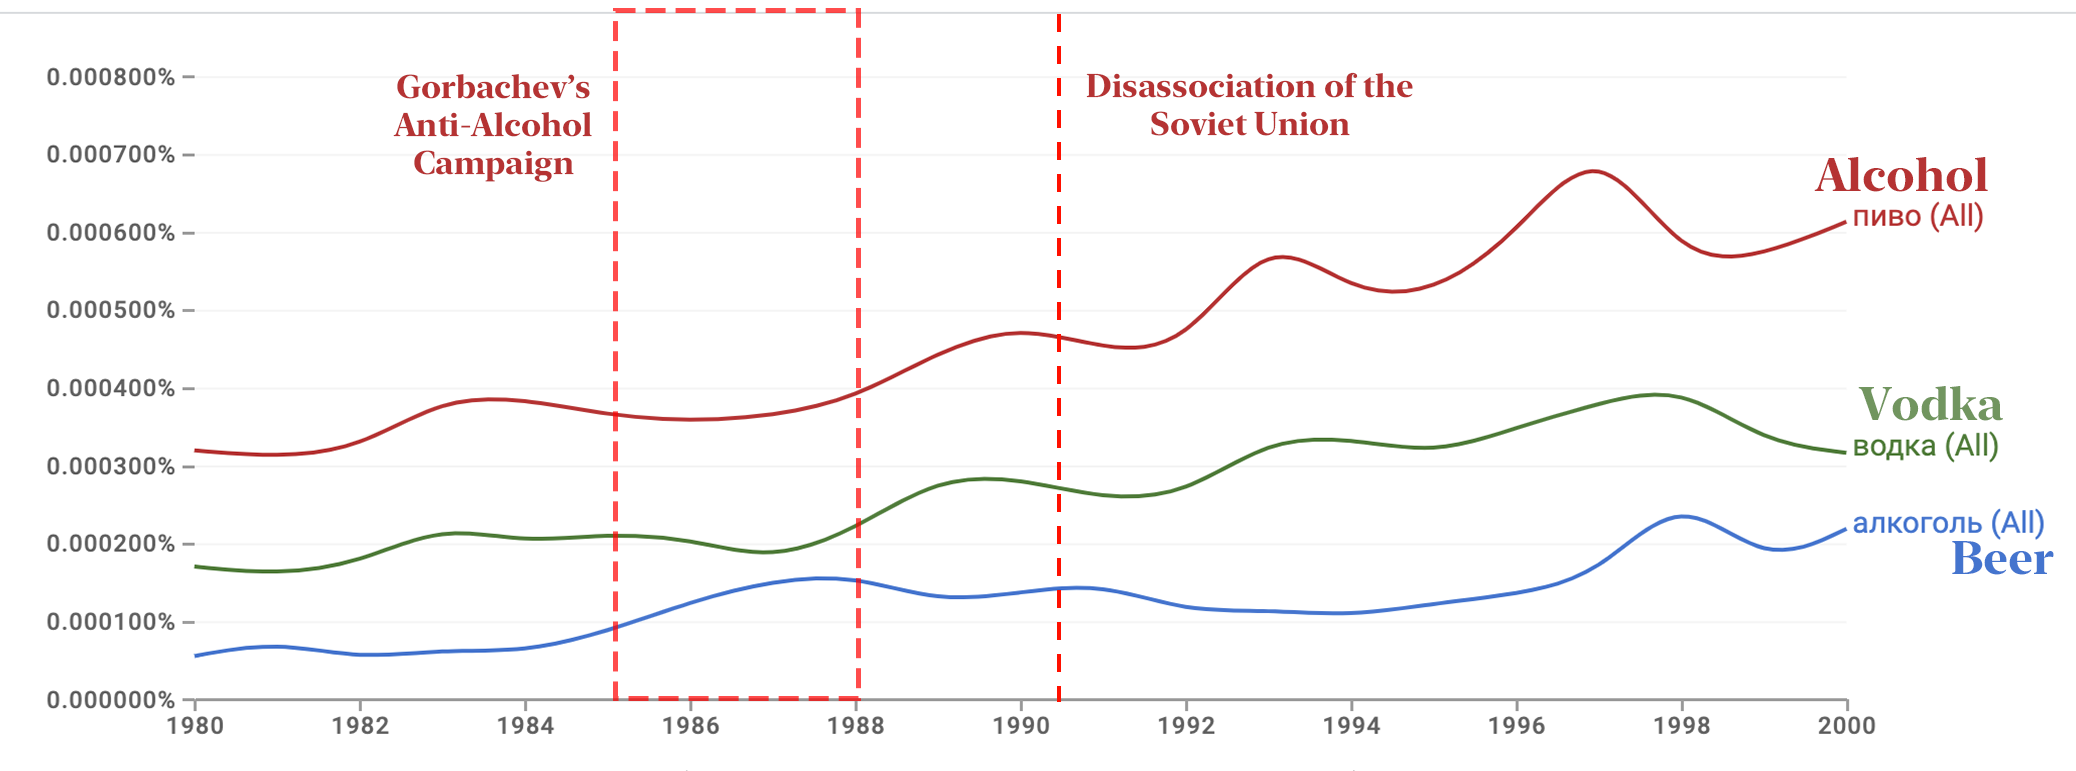 Gorbachev’s
Anti-Alcohol
Campaign
Disassociation of the
Soviet Union
0.000800%
0.000700%
0.000600%
0.000500%
0.000400%
0.000300%
0.000200%
0.000100%
0.000000%
Alcohol
пиво (All)
Vodka
водка (All)
алкоголь (All)
Beer
1980 1982 1984 1986 1988 1990 1992 1994 1996 1998 2000